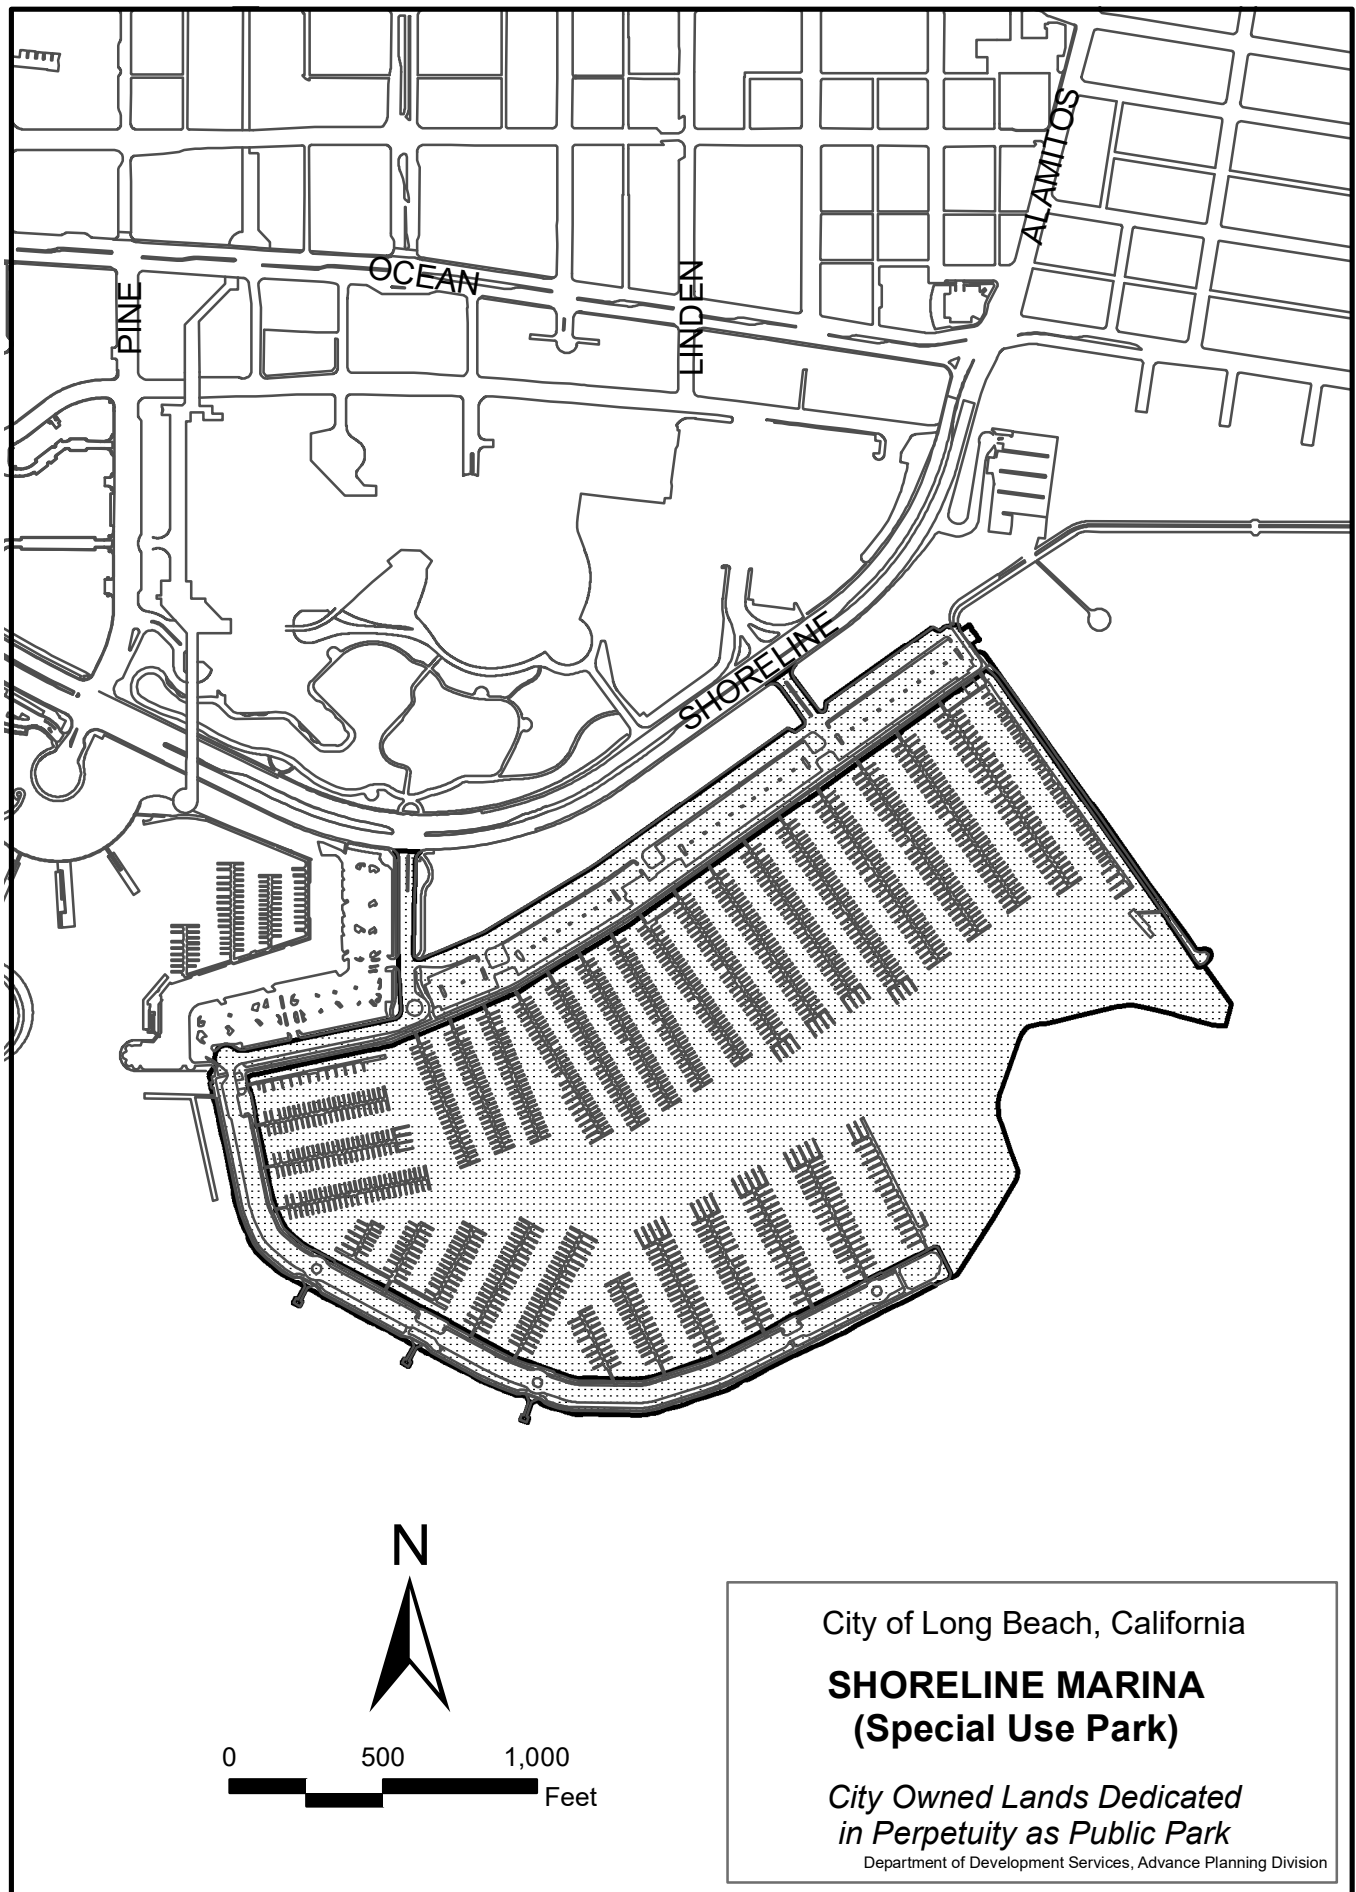 ALAMITOS
OCEAN
PINE
LINDEN
SHORELINE
N
0 500 1,000
Feet
City of Long Beach, California
SHORELINE MARINA
(Special Use Park)
City Owned Lands Dedicated
in Perpetuity as Public Park
Department of Development Services, Advance Planning Division